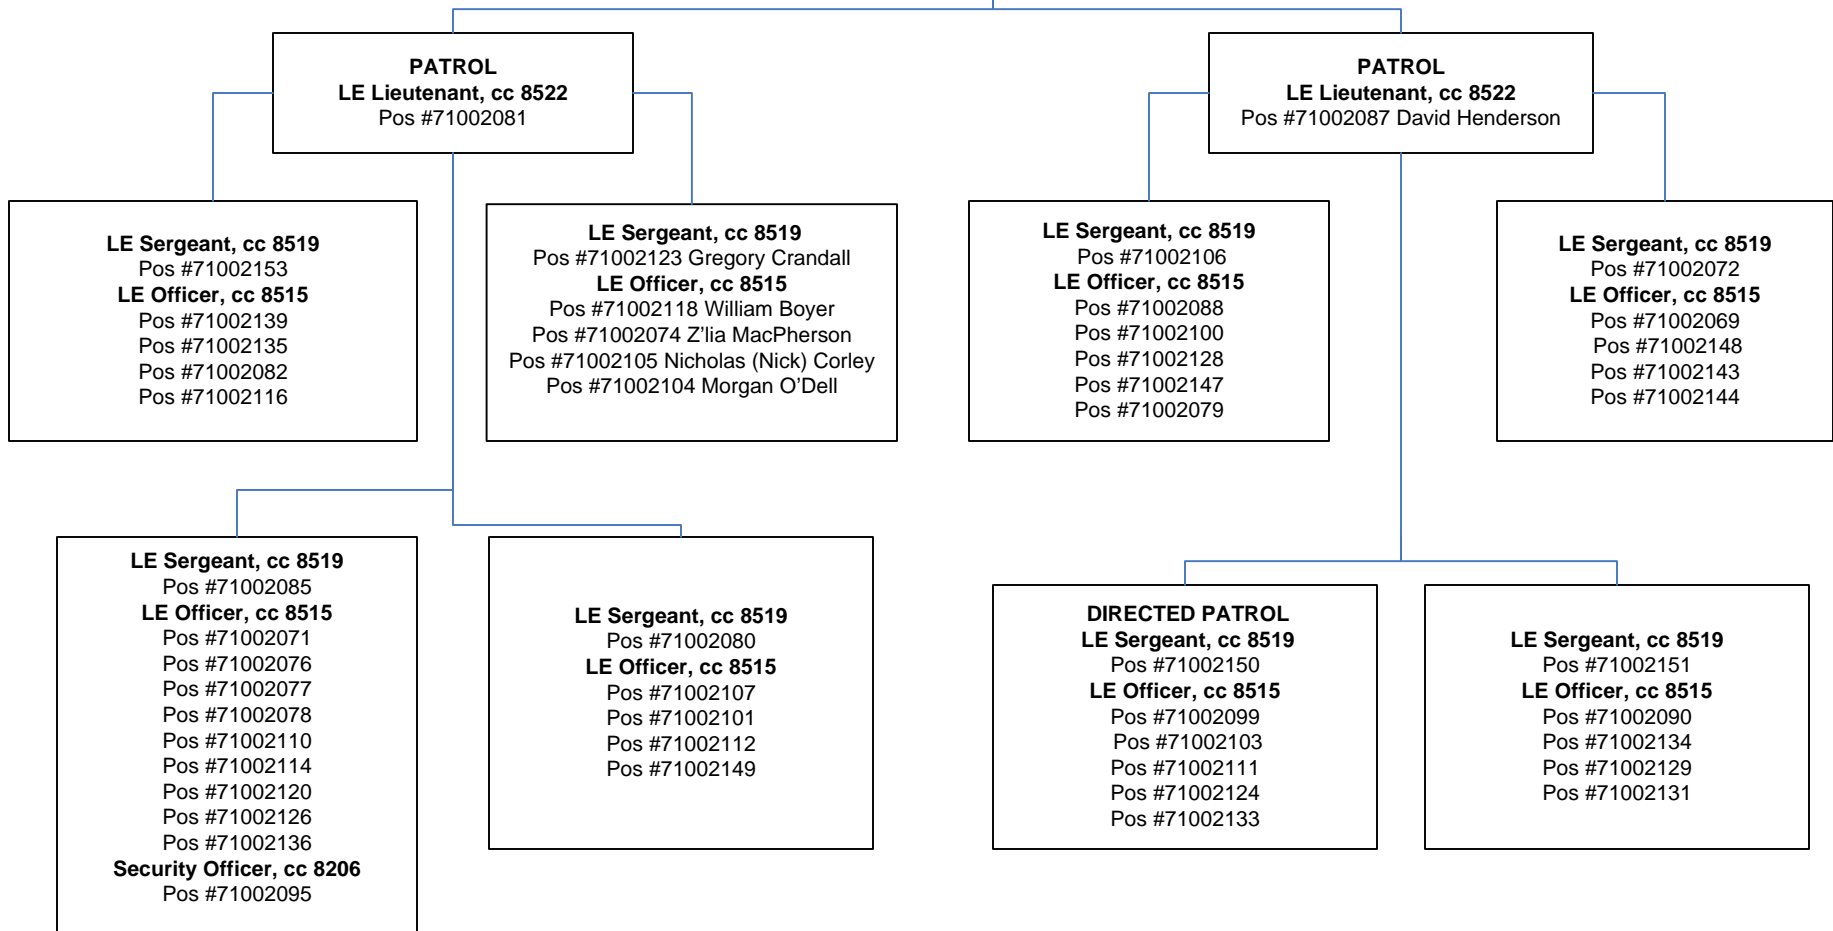 PATROL
LE Lieutenant, cc 8522
Pos #71002081
PATROL
LE Lieutenant, cc 8522
Pos #71002087 David Henderson
LE Sergeant, cc 8519
Pos #71002153
LE Officer, cc 8515
Pos #71002139
Pos #71002135
Pos #71002082
Pos #71002116
LE Sergeant, cc 8519
Pos #71002123 Gregory Crandall
LE Officer, cc 8515
Pos #71002118 William Boyer
Pos #71002074 Z’lia MacPherson
Pos #71002105 Nicholas (Nick) Corley
Pos #71002104 Morgan O’Dell
LE Sergeant, cc 8519
Pos #71002106
LE Officer, cc 8515
Pos #71002088
Pos #71002100
Pos #71002128
Pos #71002147
Pos #71002079
LE Sergeant, cc 8519
Pos #71002072
LE Officer, cc 8515
Pos #71002069
Pos #71002148
Pos #71002143
Pos #71002144
LE Sergeant, cc 8519
Pos #71002085
LE Officer, cc 8515
Pos #71002071
Pos #71002076
Pos #71002077
Pos #71002078
Pos #71002110
Pos #71002114
Pos #71002120
Pos #71002126
Pos #71002136
Security Officer, cc 8206
Pos #71002095
LE Sergeant, cc 8519
Pos #71002080
LE Officer, cc 8515
Pos #71002107
Pos #71002101
Pos #71002112
Pos #71002149
DIRECTED PATROL
LE Sergeant, cc 8519
Pos #71002150
LE Officer, cc 8515
Pos #71002099
Pos #71002103
Pos #71002111
Pos #71002124
Pos #71002133
LE Sergeant, cc 8519
Pos #71002151
LE Officer, cc 8515
Pos #71002090
Pos #71002134
Pos #71002129
Pos #71002131